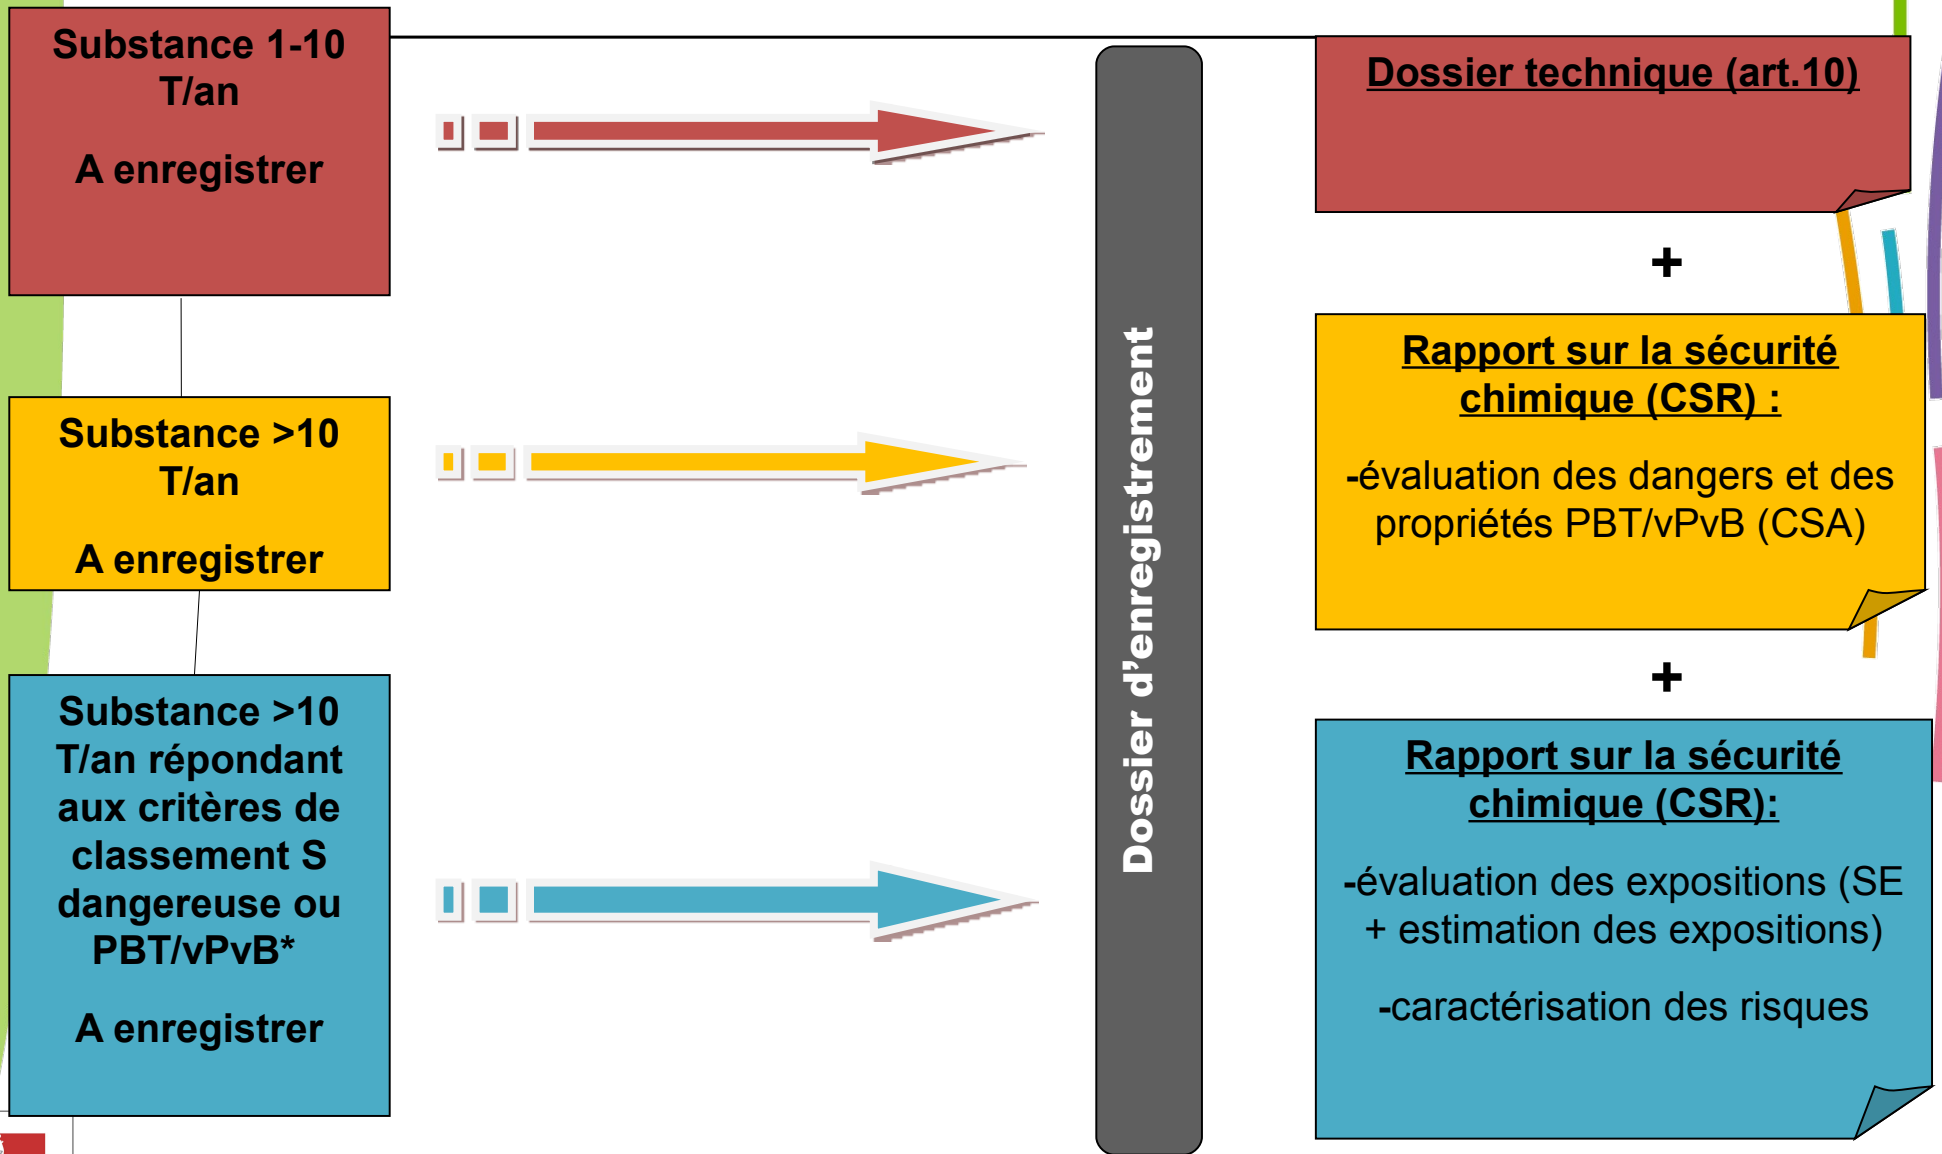 Substance 1-10
T/an
A enregistrer
Dossier technique (art.10)
+
Substance >10
T/an
A enregistrer
Rapport sur la sécurité
chimique (CSR) :
-évaluation des dangers et des
propriétés PBT/vPvB (CSA)
+
Substance >10
T/an répondant
aux critères de
classement S
dangereuse ou
PBT/vPvB*
A enregistrer
Dossier d'enregistrement
Rapport sur la sécurité
chimique (CSR):
-évaluation des expositions (SE
+ estimation des expositions)
-caractérisation des risques